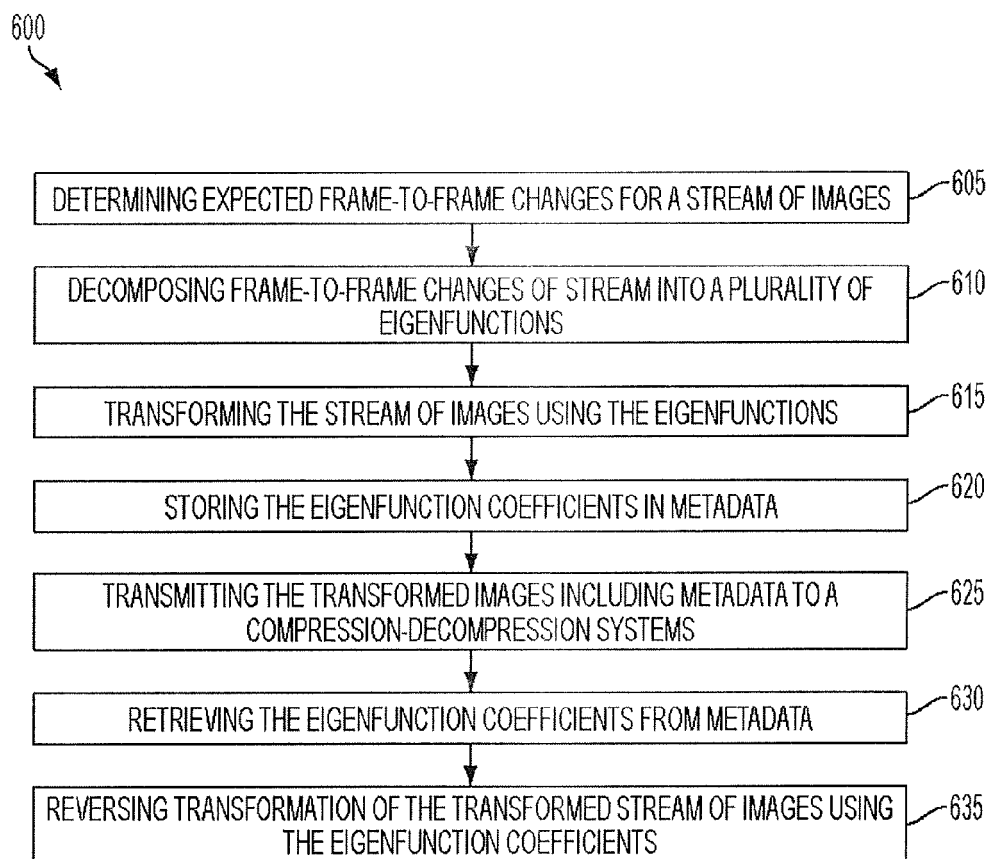 600
DETERMINING EXPECTED FRAME-TO-FRAME CHANGES FOR A STREAM OF IMAGES
605
DECOMPOSING FRAME-TO-FRAME CHANGES OF STREAM INTO A PLURALITY OF
EIGENFUNCTIONS
610
TRANSFORMING THE STREAM OF IMAGES USING THE EIGENFUNCTIONS
615
STORING THE EIGENFUNCTION COEFFICIENTS IN METADATA
620
TRANSMITTING THE TRANSFORMED IMAGES INCLUDING METADATA TO A
COMPRESSION-DECOMPRESSION SYSTEMS
625
RETRIEVING THE EIGENFUNCTION COEFFICIENTS FROM METADATA
630
REVERSING TRANSFORMATION OF THE TRANSFORMED STREAM OF IMAGES USING
THE EIGENFUNCTION COEFFICIENTS
635